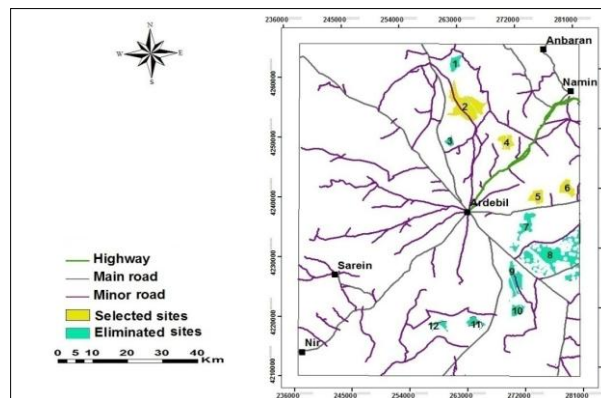 236000 245000 254000 263000 272000 281000
N
W E
S
Anbaran
Namin
1
2
3
4
5
6
Ardebil
7
8
9
10
11
12
Sarein
Nir
4260000
4250000
4240000
4230000
4220000
4210000
Highway
Main road
Minor road
Selected sites
Eliminated sites
0 5 10 20 30 40
Km
236000 245000 254000 263000 272000 281000